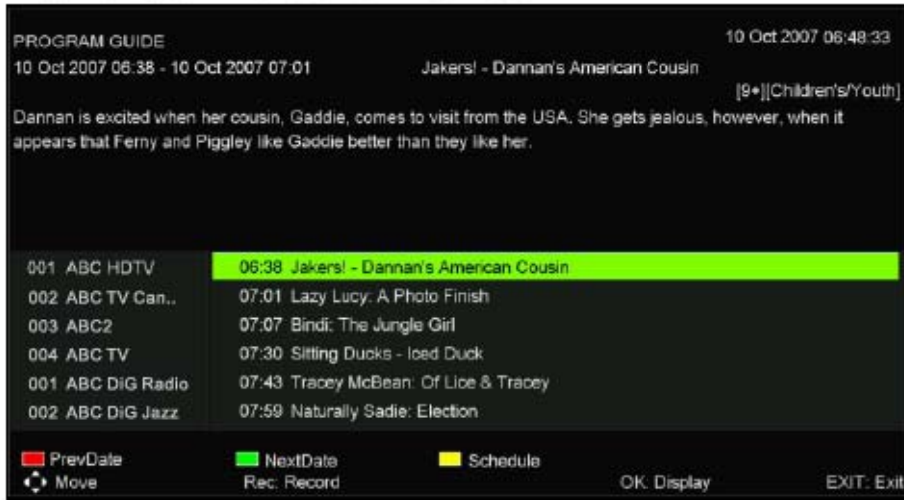 PROGRAM GUIDE 10 Oct 2007 06:48:33
10 Oct 2007 06:38 - 10 Oct 2007 07:01 Jakers! - Dannan's American Cousin
[9+][Children's/Youth]
Dannan is excited when her cousin, Gaddie, comes to visit from the USA. She gets jealous, however, when it
appears that Ferny and Piggley like Gaddie better than they like her.
001 ABC HDTV 06:38 Jakers! - Dannan's American Cousin
002 ABC TV Can.. 07:01 Lazy Lucy: A Photo Finish
003 ABC2 07:07 Bindi: The Jungle Girl
004 ABC TV 07:30 Sitting Ducks - Iced Duck
001 ABC DiG Radio 07:43 Tracey McBean: Of Lice & Tracey
002 ABC DiG Jazz 07:59 Naturally Sadie: Election
PrevDate NextDate Schedule
Move Rec: Record OK: Display EXIT: Exit